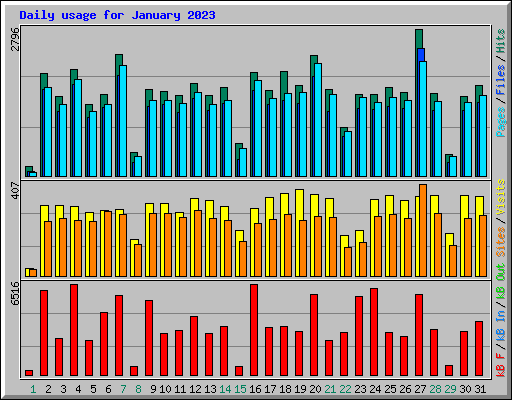 Daily usage for January 2023
2796
Pages / Files / Hits
407
Sites / Visits
6516
kB F / kB In / kB Out
1 2 3 4 5 6 7 8 9 10 11 12 13 14 15 16 17 18 19 20 21 22 23 24 25 26 27 28 29 30 31